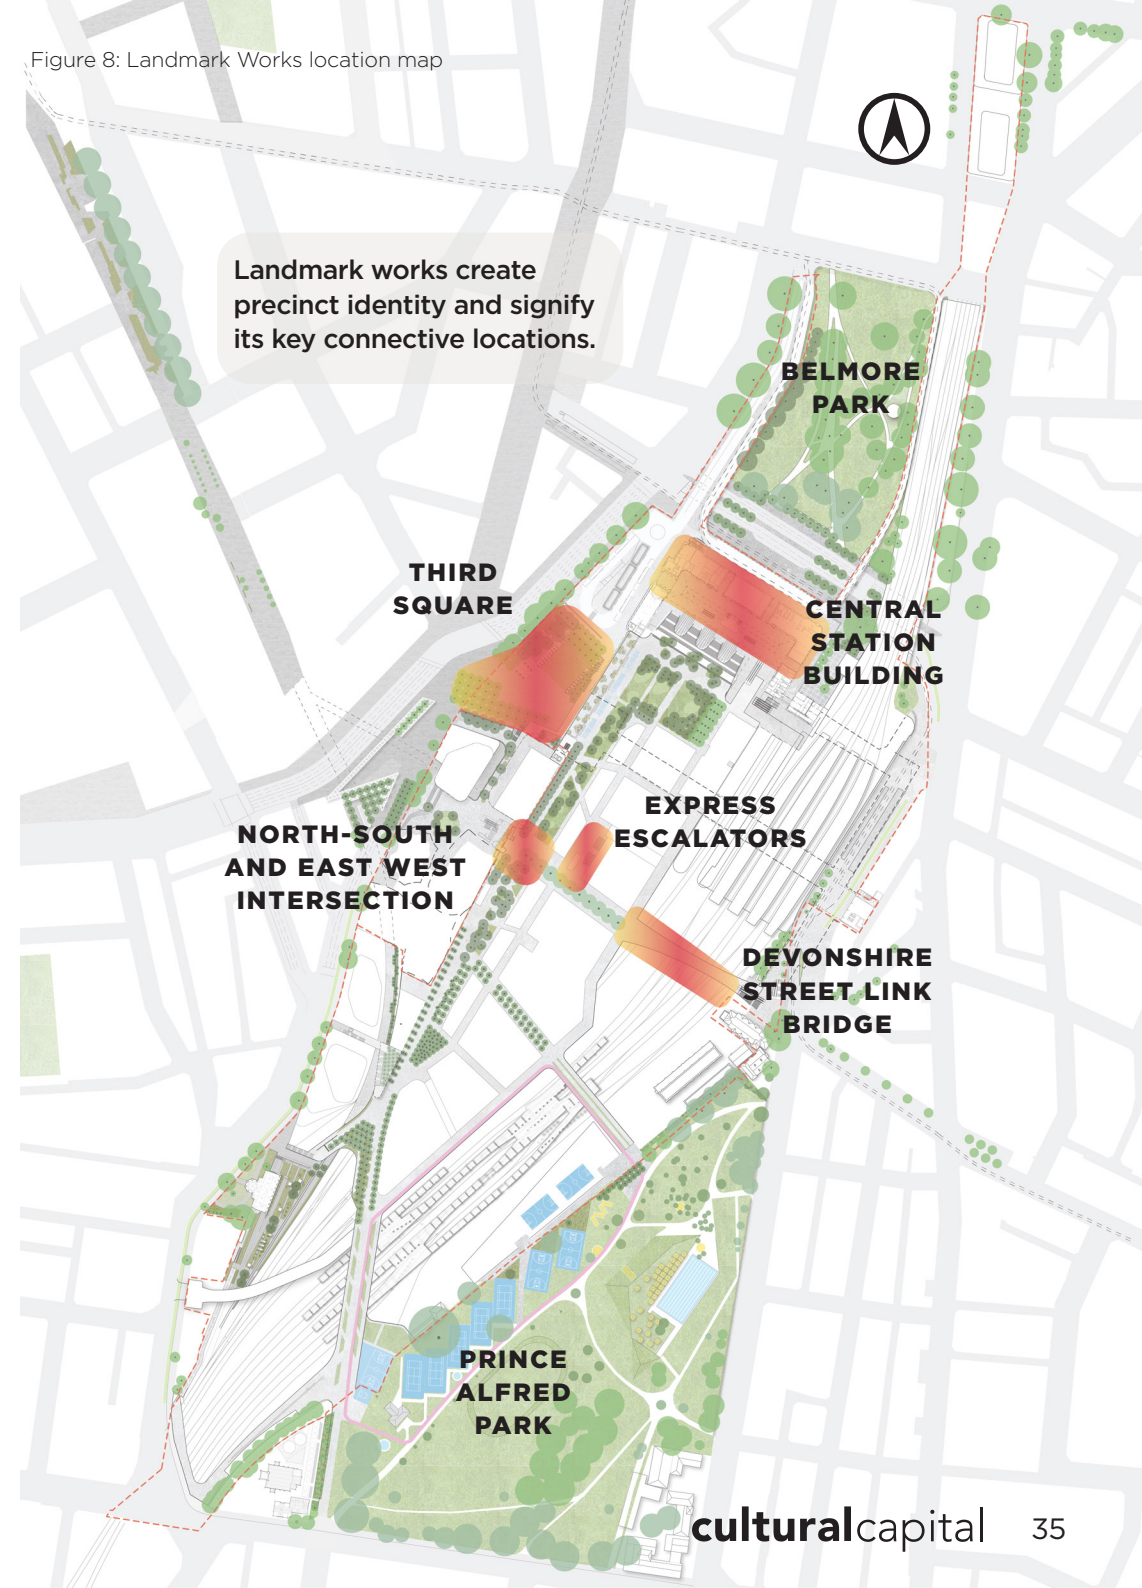 Figure 8: Landmark Works location map
Landmark works create
precinct identity and signify
its key connective locations.
BELMORE
PARK
THIRD
SQUARE
CENTRAL
STATION
BUILDING
EXPRESS
ESCALATORS
NORTH-SOUTH
AND EAST WEST
INTERSECTION
DEVONSHIRE
STREET LINK
BRIDGE
PRINCE
ALFRED
PARK
culturalcapital 35